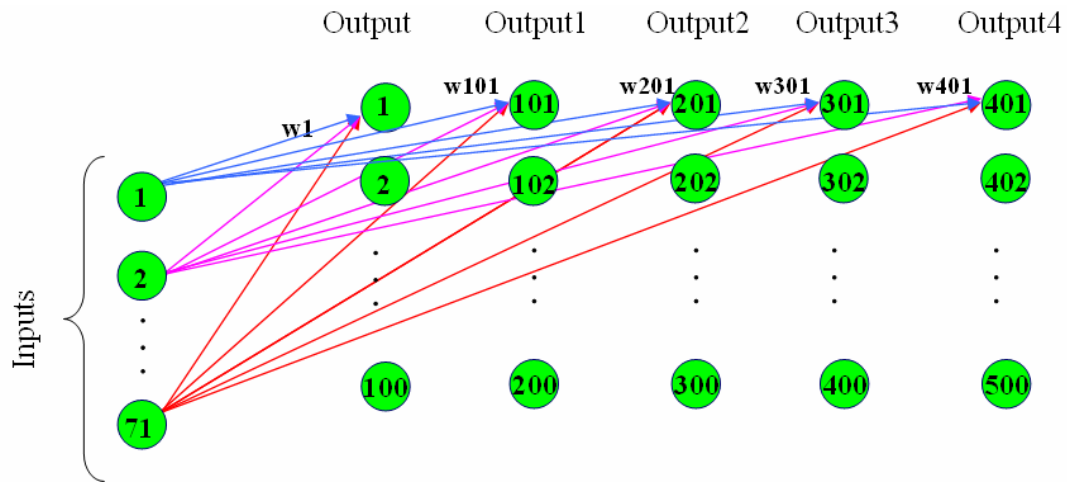 Output Output1 Output2 Output3 Output4
w101 w201 w301 w401
1 101 201 301 401
w1
1 2 102 202 302 402
2
Inputs
71 100 200 300 400 500